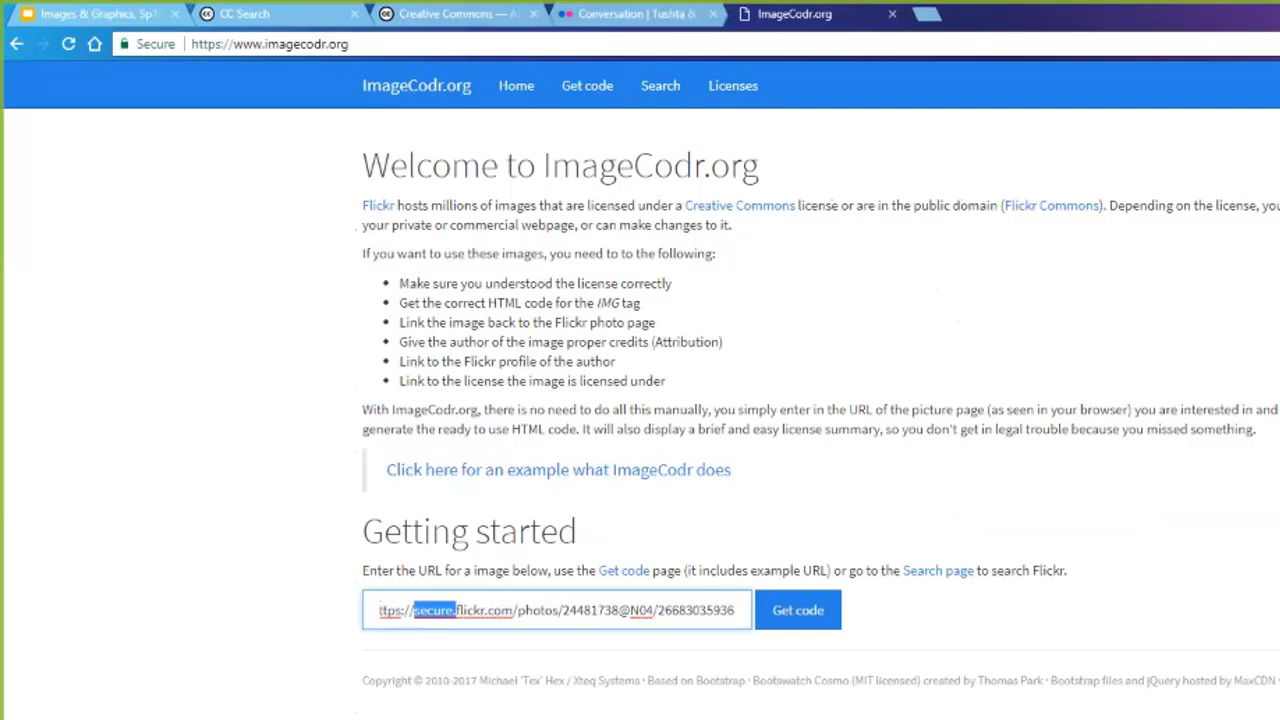 Images & Graphics, Sp
CC Search
Creative Commons —
Conversation | Tushta &
ImageCodr.org
Secure
https://www.imagecodr.org
ImageCodr.org Home Get code Search Licenses
Welcome to ImageCodr.org
Flickr hosts millions of images that are licensed under a Creative Commons license or are in the public domain (Flickr Commons). Depending on the license, you
your private or commercial webpage, or can make changes to it.
If you want to use these images, you need to to the following:
Make sure you understood the license correctly
Get the correct HTML code for the IMG tag
Link the image back to the Flickr photo page
Give the author of the image proper credits (Attribution)
Link to the Flickr profile of the author
Link to the license the image is licensed under
With ImageCodr.org, there is no need to do all this manually, you simply enter in the URL of the picture page (as seen in your browser) you are interested in and
generate the ready to use HTML code. It will also display a brief and easy license summary, so you don't get in legal trouble because you missed something.
Click here for an example what ImageCodr does
Getting started
Enter the URL for a image below, use the Get code page (it includes example URL) or go to the Search page to search Flickr.
ttps://secure.flickr.com/photos/24481738@N04/26683035936 Get code
Copyright © 2010-2017 Michael 'Tex' Hex / Xteq Systems · Based on Bootstrap · Bootswatch Cosmo (MIT licensed) created by Thomas Park · Bootstrap files and jQuery hosted by MaxCDN ·